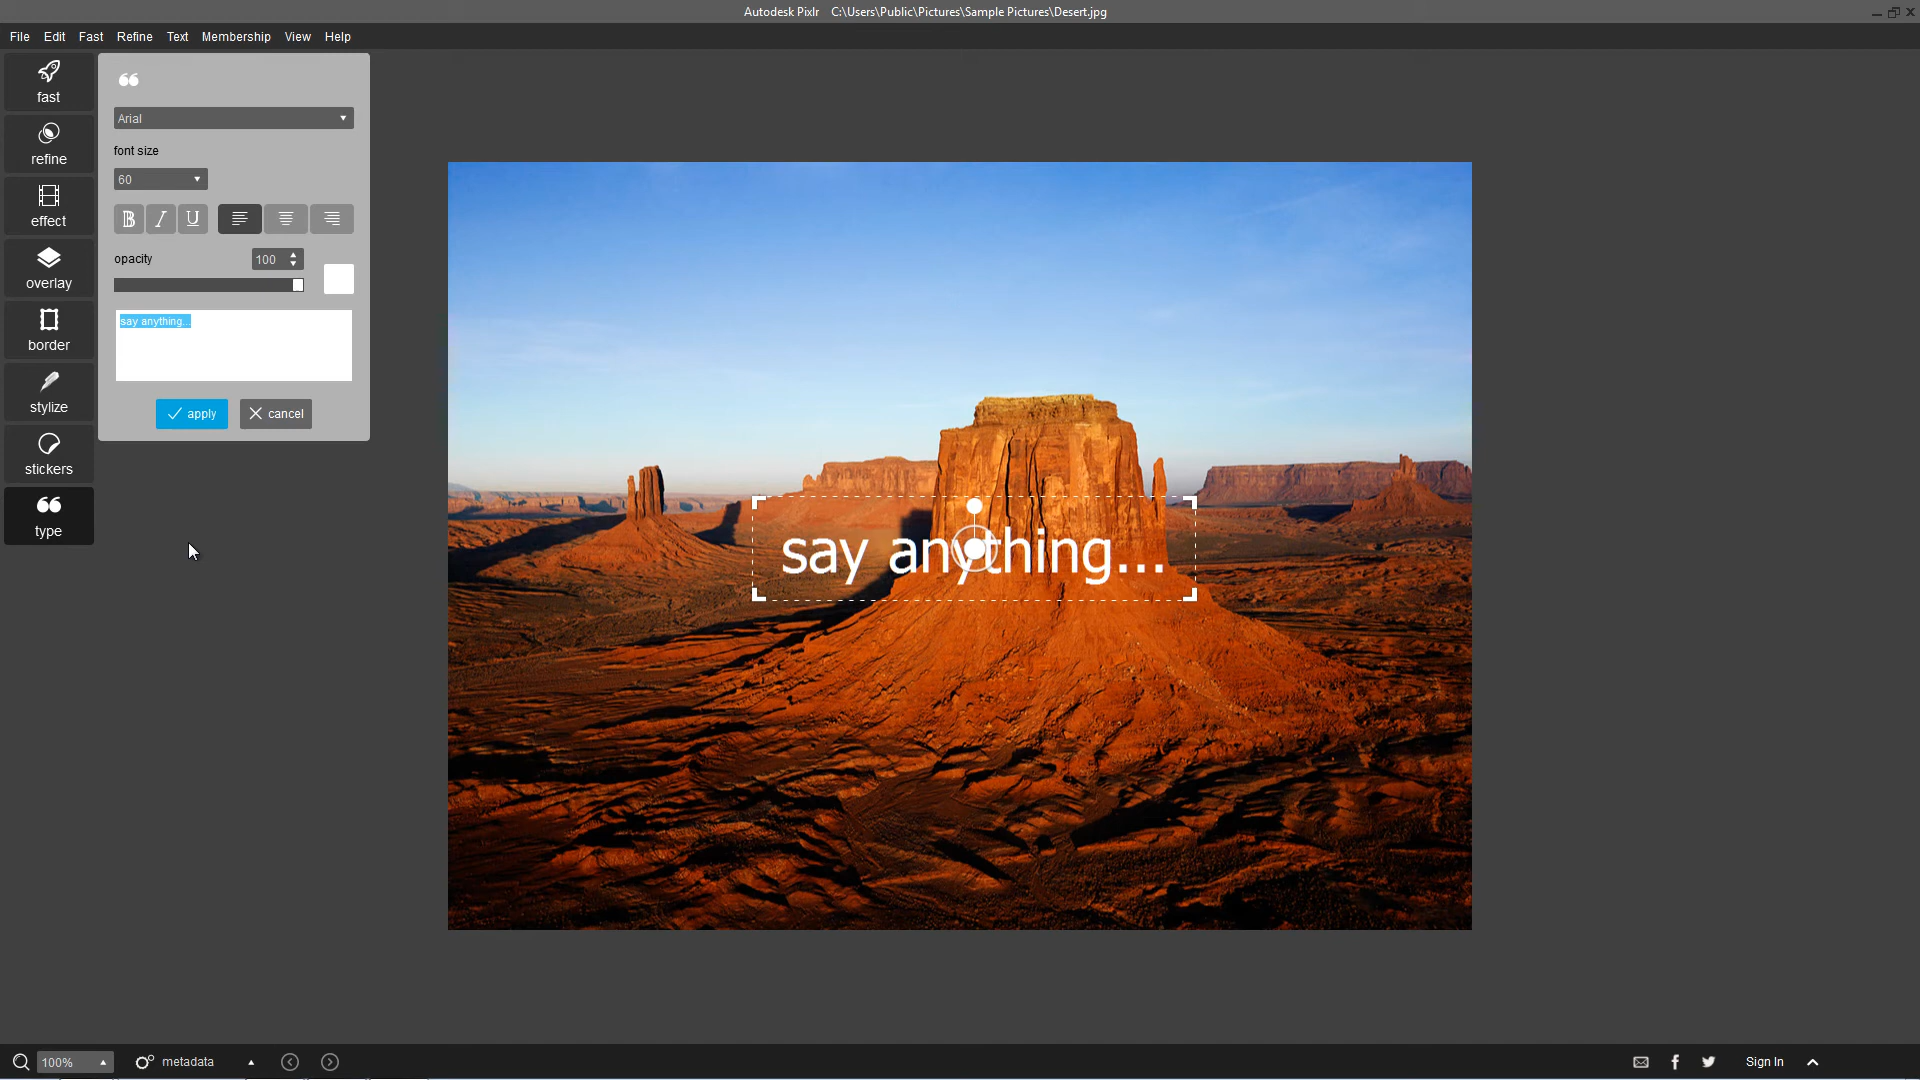 Autodesk Pixlr C:\Users\Public\Pictures\Sample Pictures\Desert.jpg
File Edit Fast Refine Text Membership View Help
fast
refine
effect
overlay
border
stylize
stickers
type
Arial
font size
60
B I U
opacity 100
say anything...
apply cancel
say anything...
100% metadata Sign In